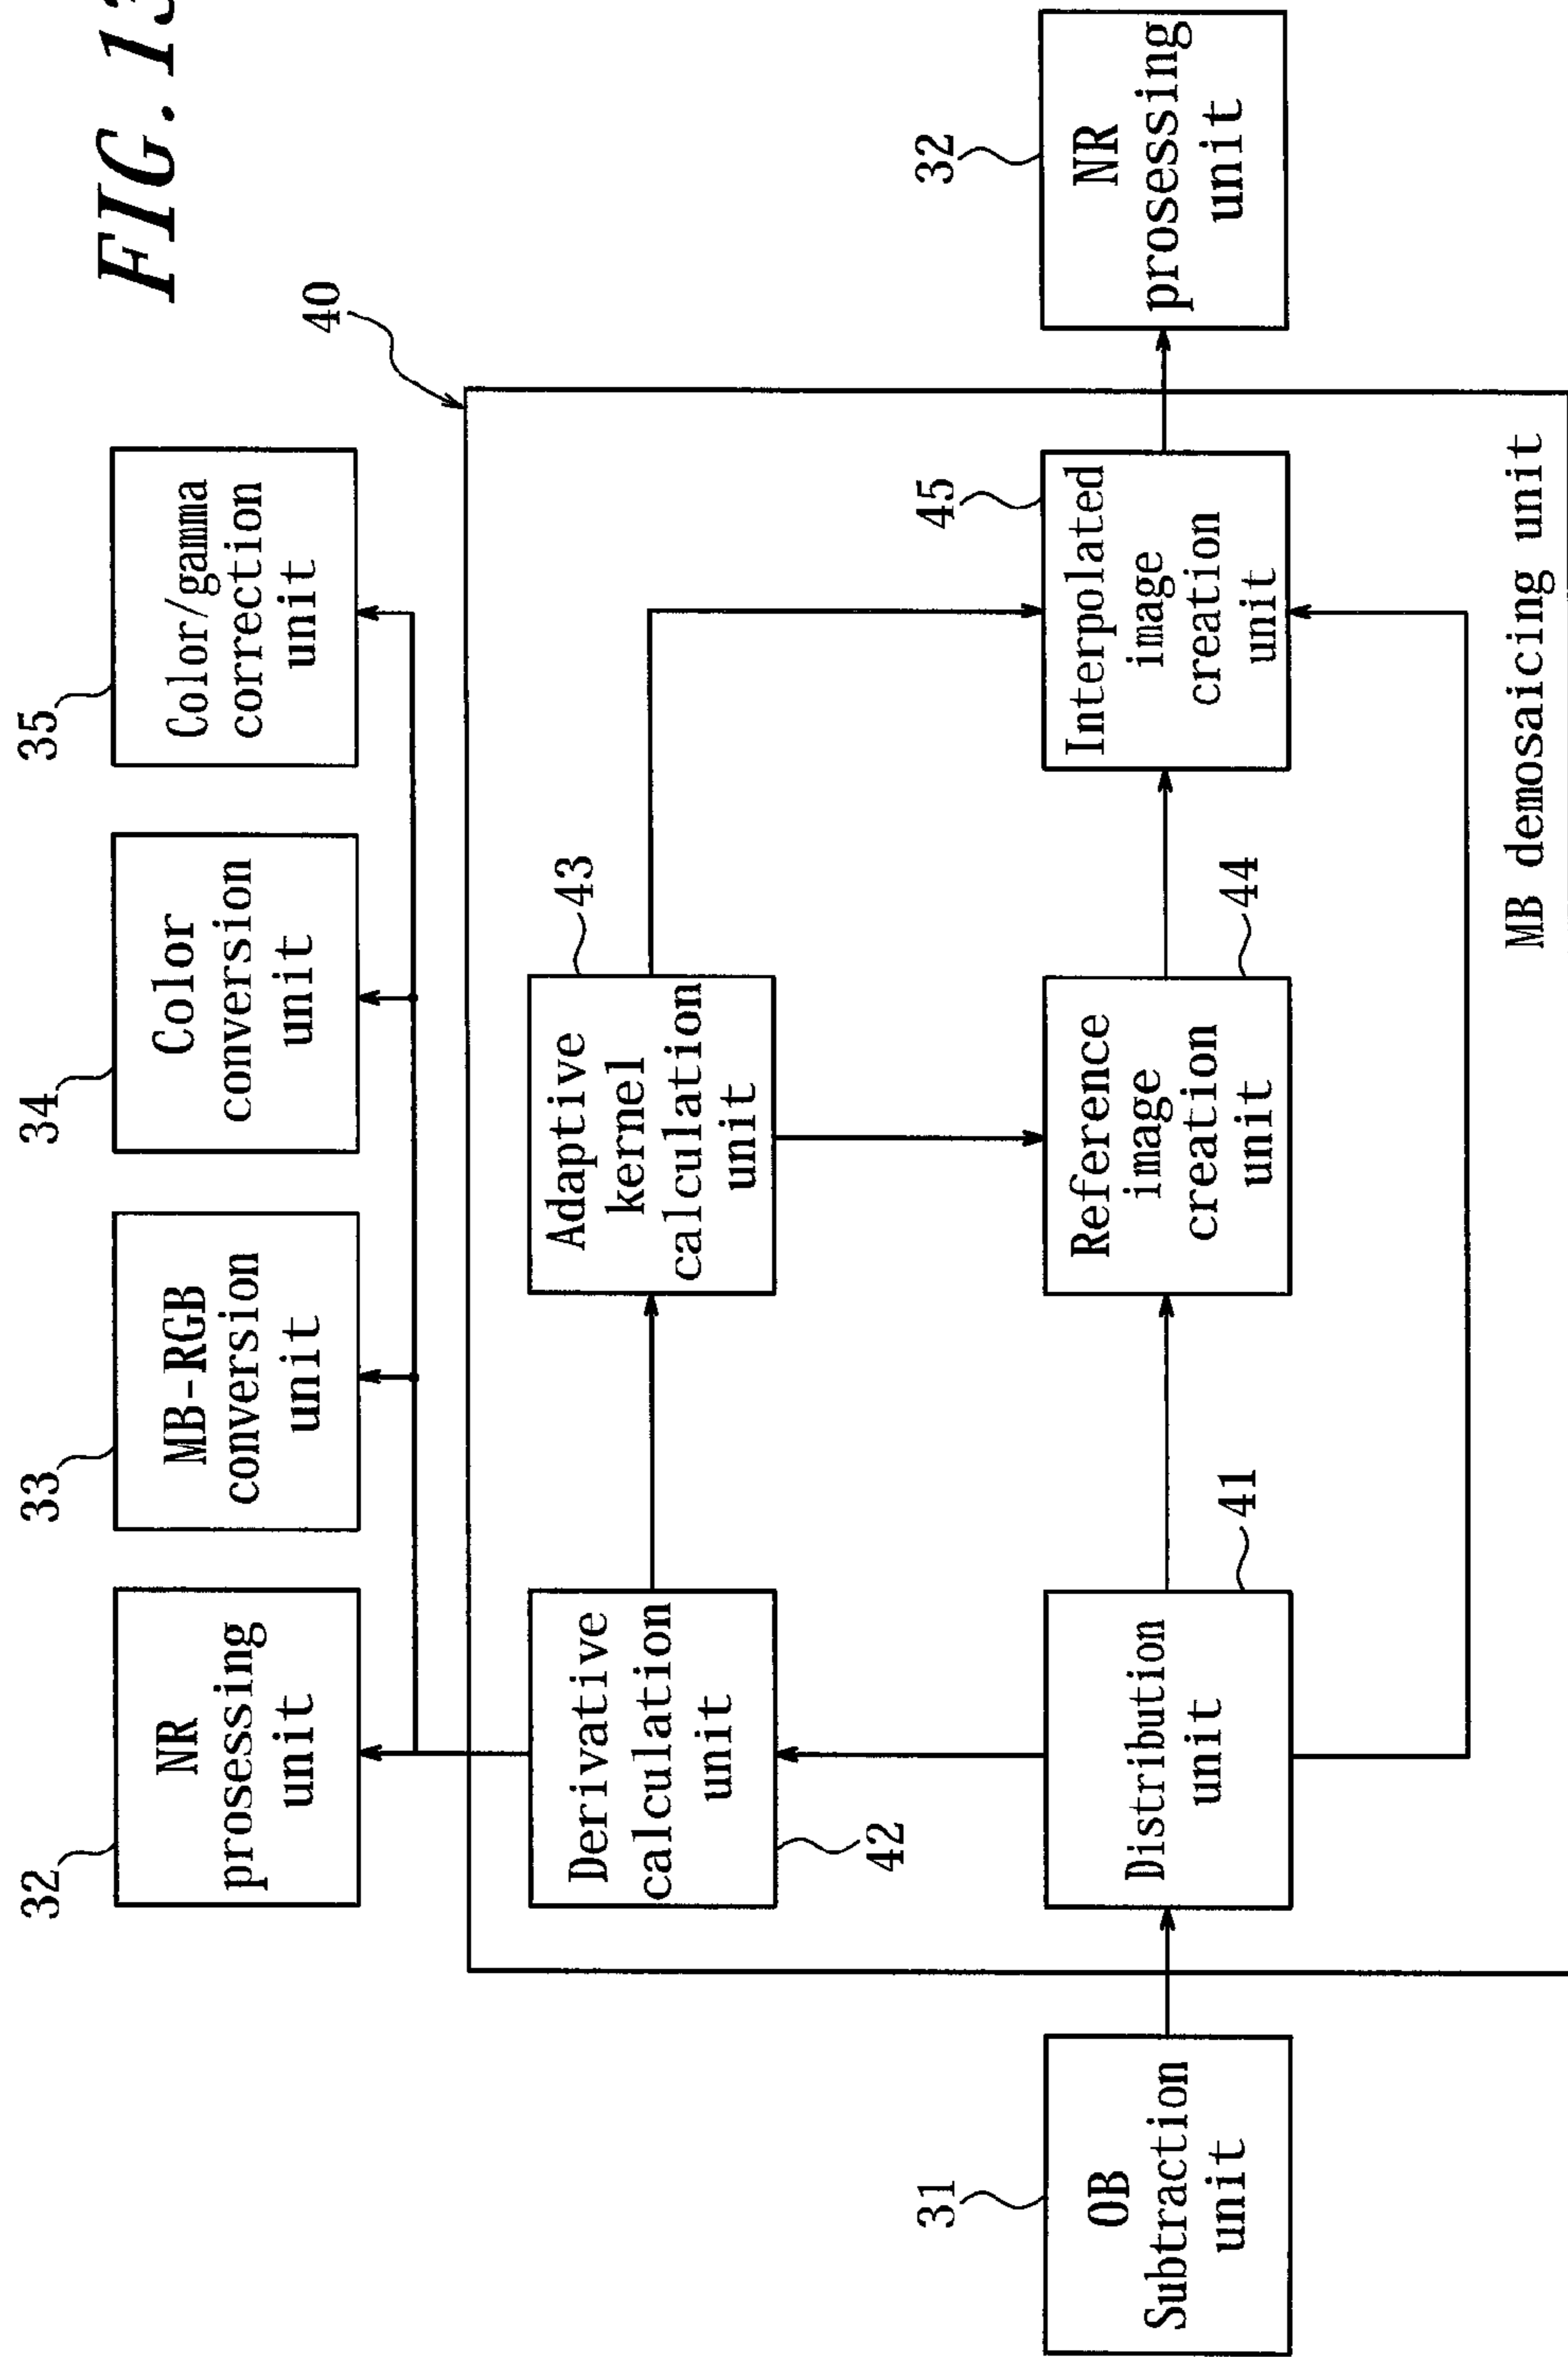 FIG. 13
32
NR
prosessing
unit
33
MB-RGB
conversion
unit
34
Color
conversion
unit
35
Color/gamma
correction
unit
40
Derivative
calculation
unit
42
Adaptive
kernel
calculation
unit
43
31
OB
Subtraction
unit
Distribution
unit
41
Reference
image
creation
unit
44
45
Interpolated
image
creation
unit
32
NR
prosessing
unit
MB demosaicing unit